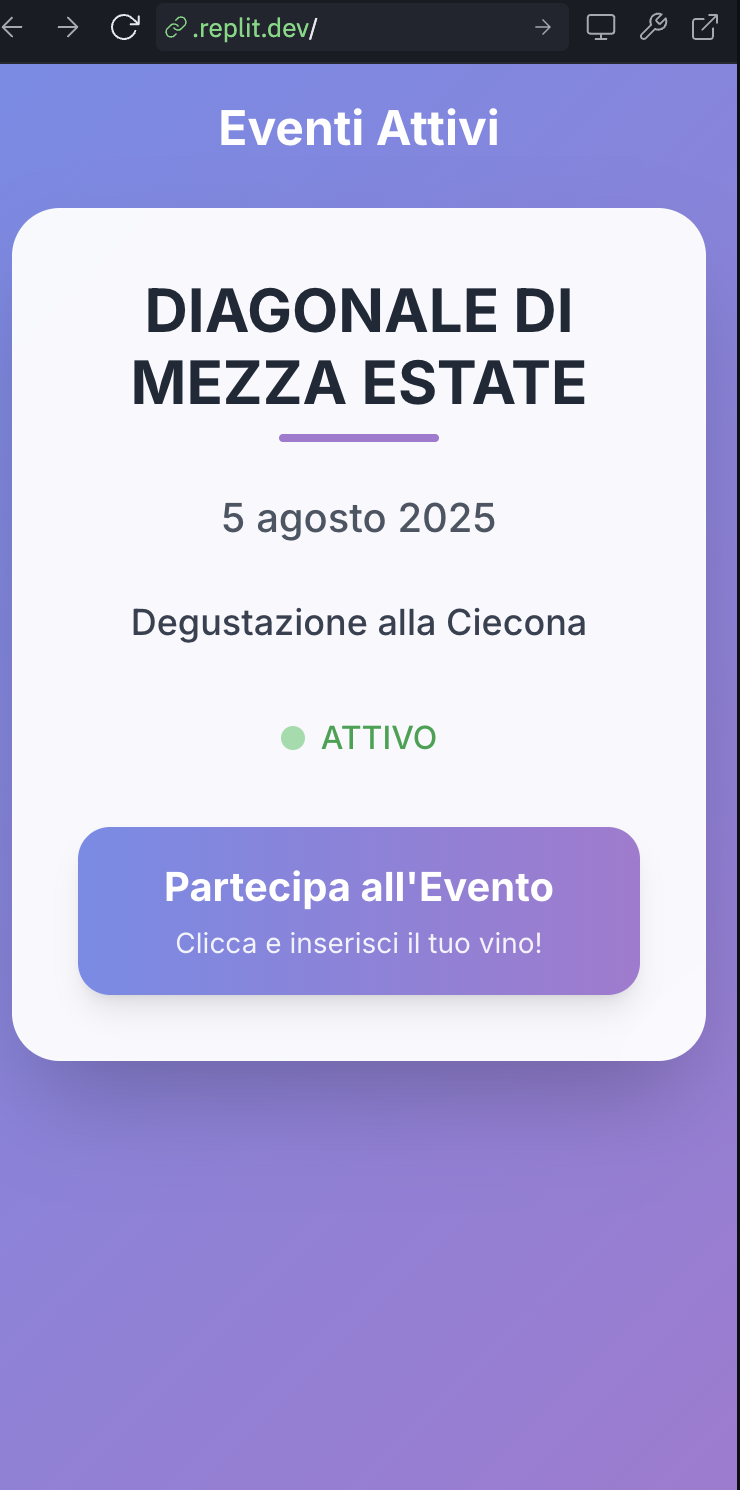 .replit.dev/
Eventi Attivi
DIAGONALE DI
MEZZA ESTATE
5 agosto 2025
Degustazione alla Ciecona
ATTIVO
Partecipa all'Evento
Clicca e inserisci il tuo vino!